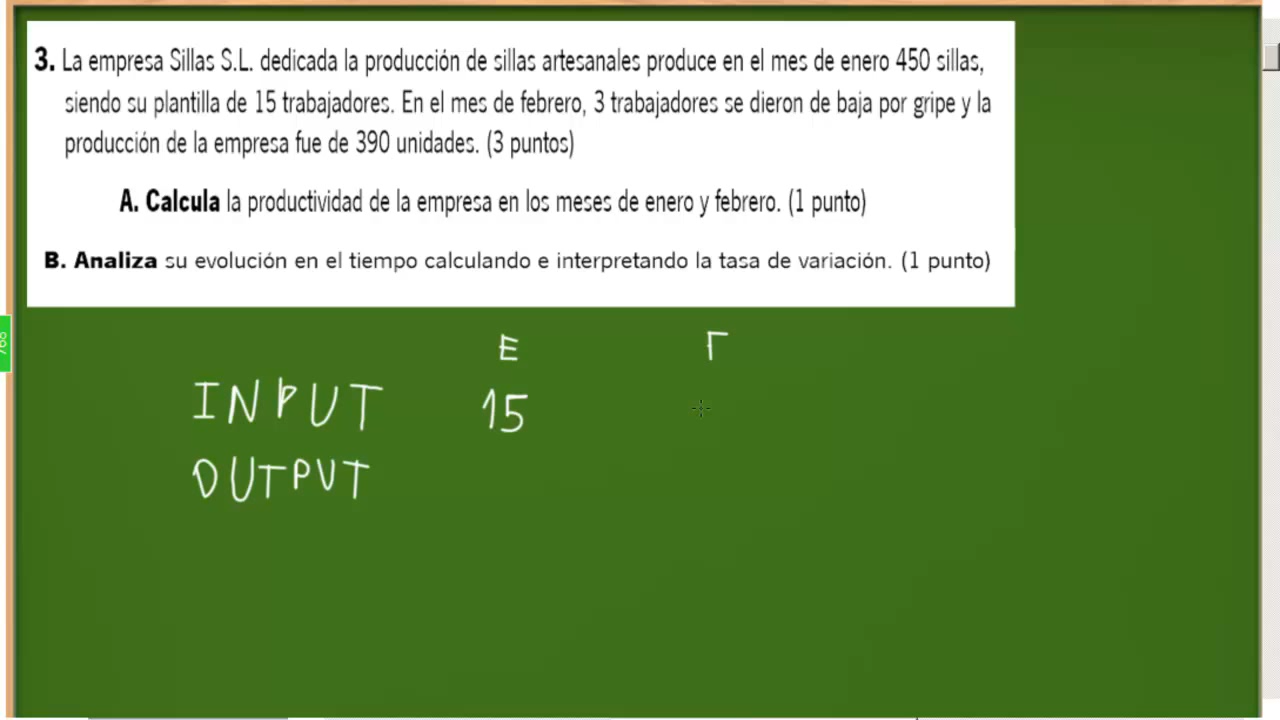 3. La empresa Sillas S.L. dedicada la producción de sillas artesanales produce en el mes de enero 450 sillas,
siendo su plantilla de 15 trabajadores. En el mes de febrero, 3 trabajadores se dieron de baja por gripe y la
producción de la empresa fue de 390 unidades. (3 puntos)
A. Calcula la productividad de la empresa en los meses de enero y febrero. (1 punto)
B. Analiza su evolución en el tiempo calculando e interpretando la tasa de variación. (1 punto)
E
INPUT 15
OUTPUT